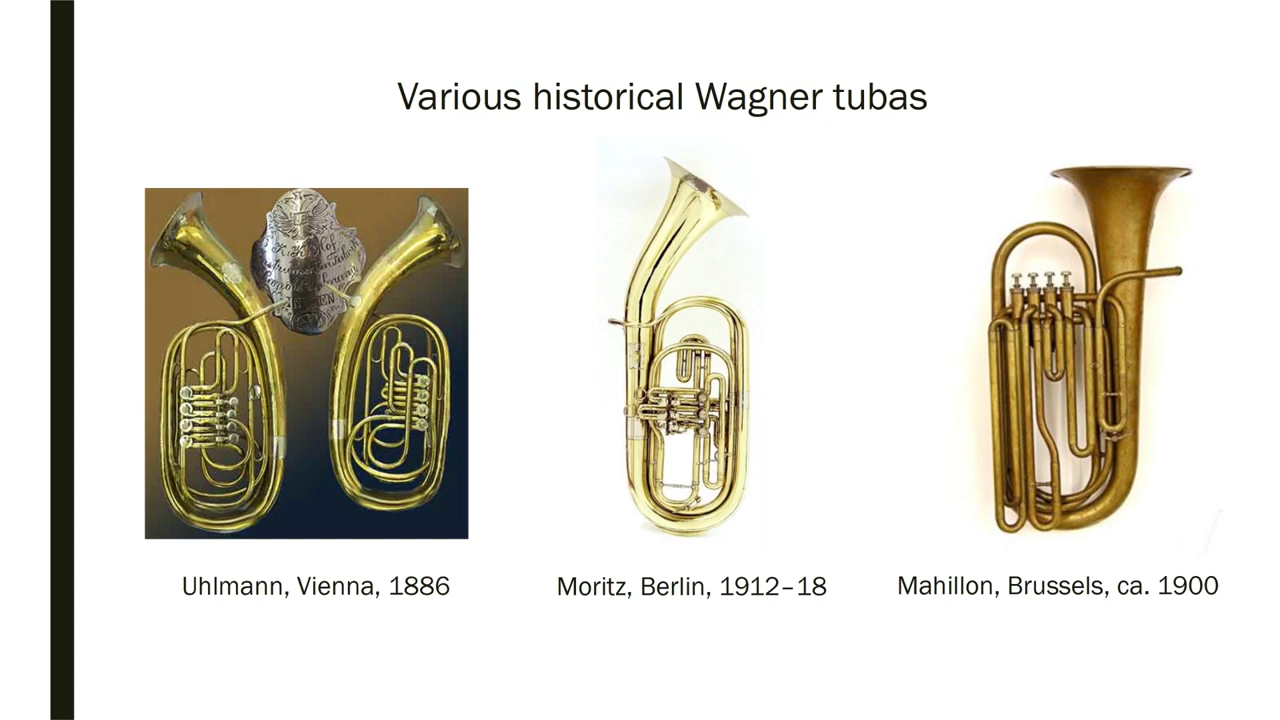 Various historical Wagner tubas
Uhlmann, Vienna, 1886
Moritz, Berlin, 1912–18
Mahillon, Brussels, ca. 1900